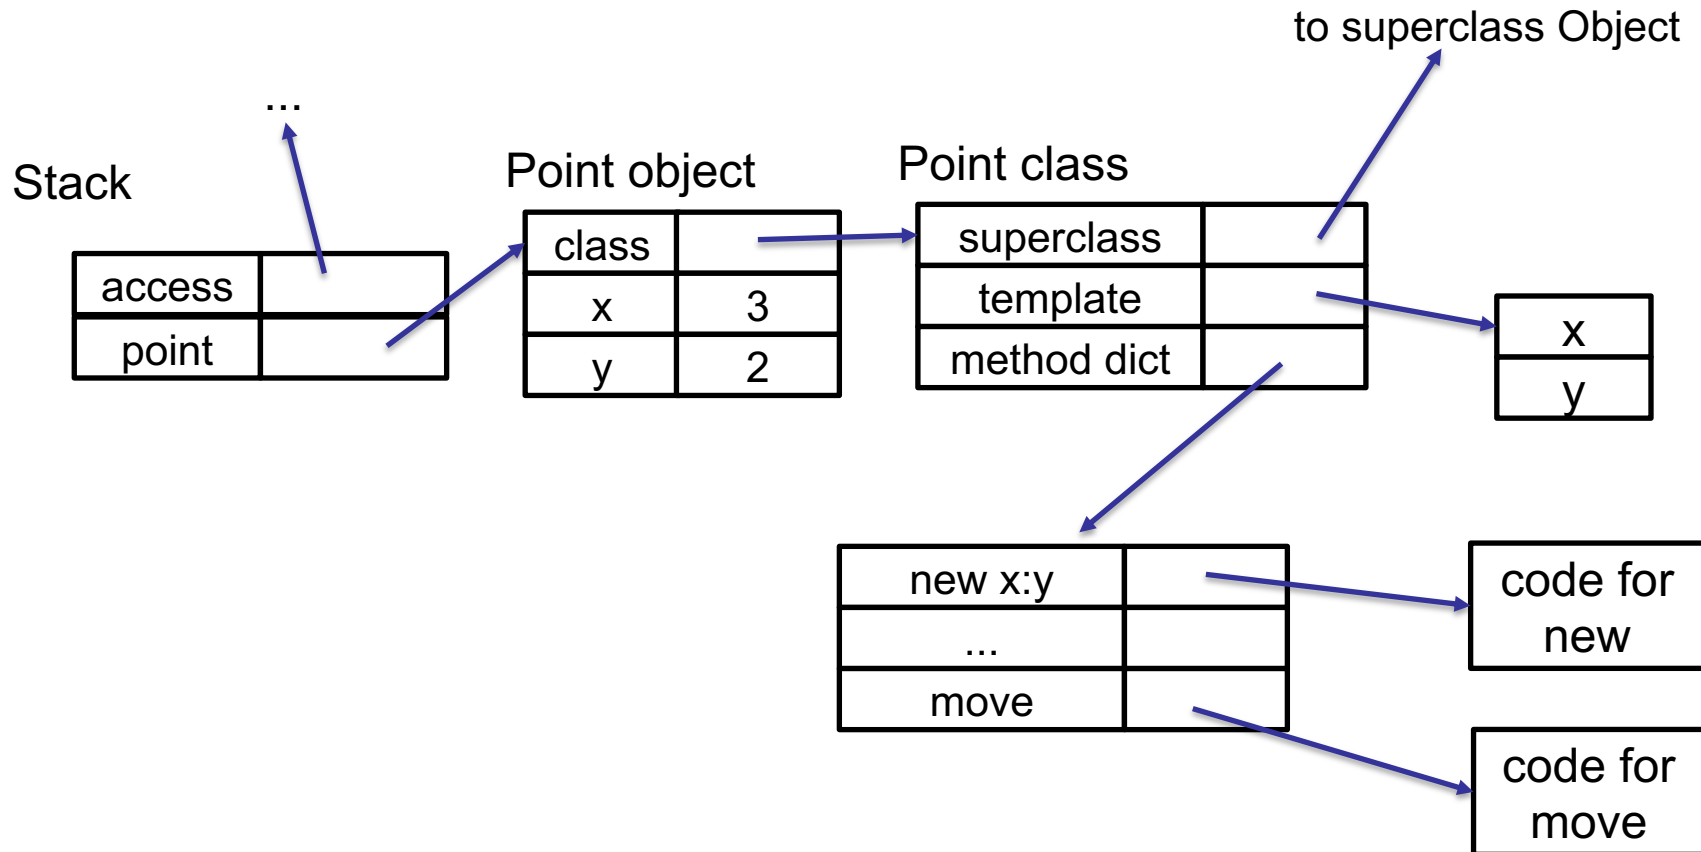 to superclass Object
...
Stack
Point object
Point class
access
point
class
x 3
y 2
superclass
template
method dict
x
y
new x:y
...
move
code for
new
code for
move